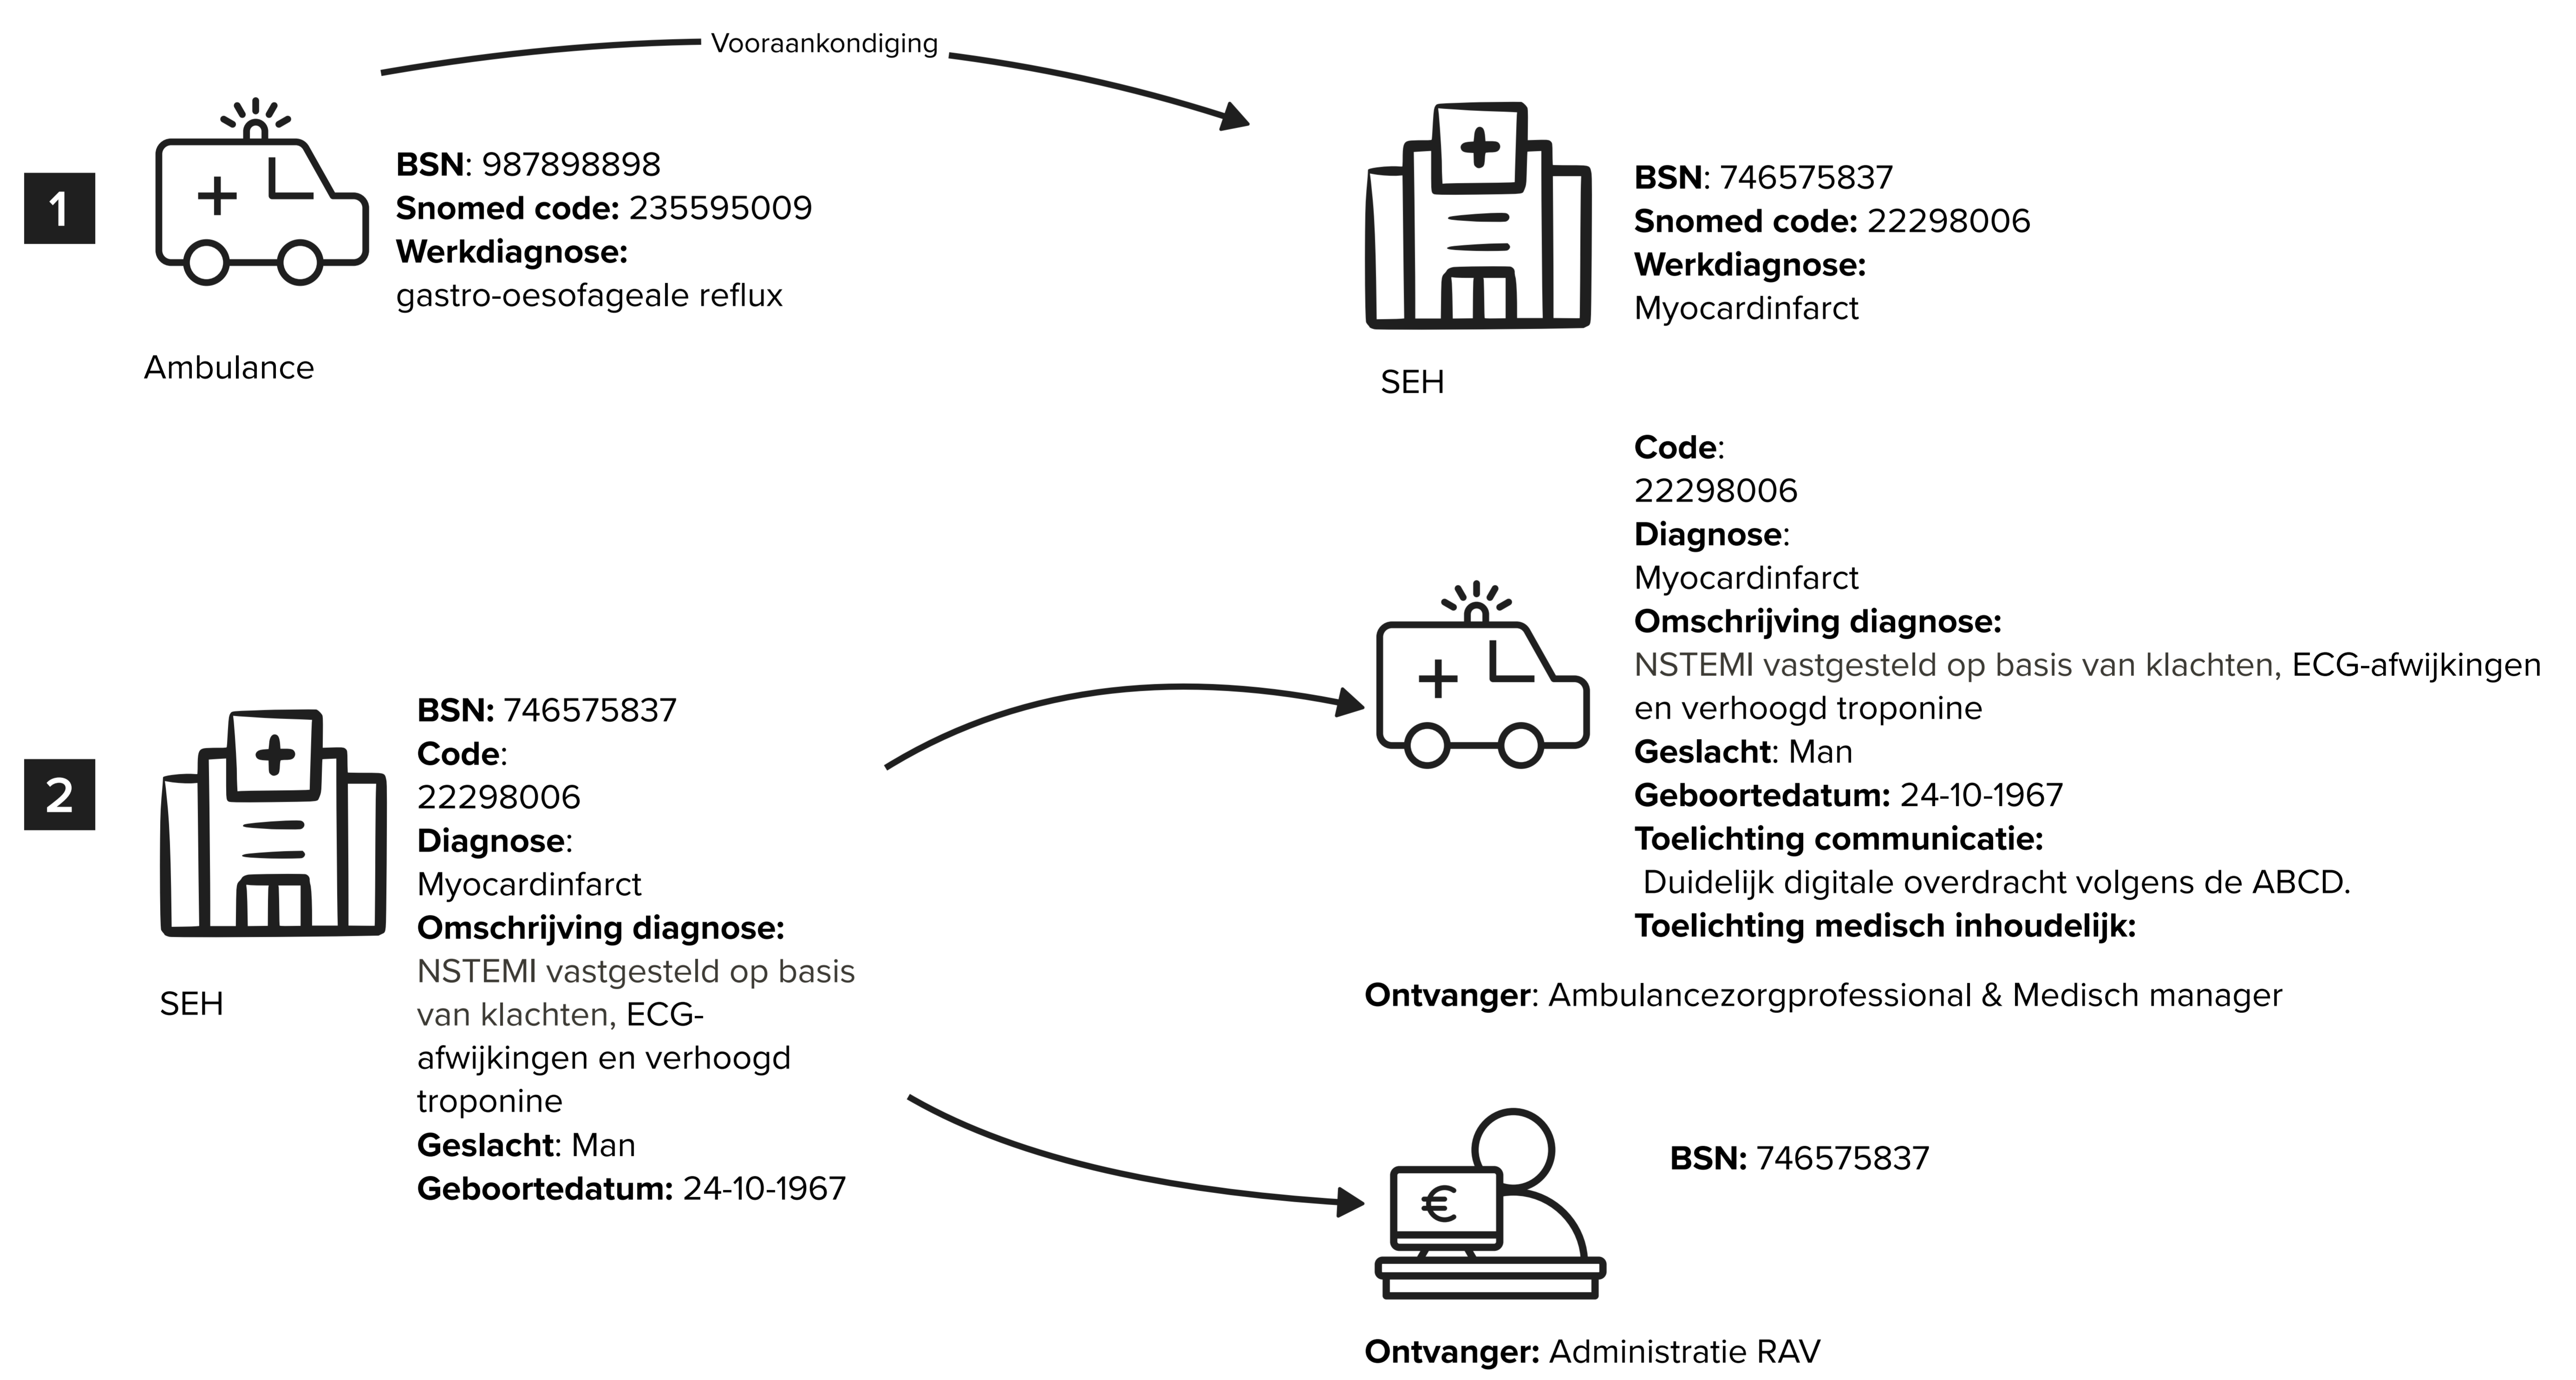 Vooraankondiging
1
BSN: 987898898
Snomed code: 235595009
Werkdiagnose:
gastro-oesofageale reflux
Ambulance
BSN: 746575837
Snomed code: 22298006
Werkdiagnose:
Myocardinfarct
SEH
2
BSN: 746575837
Code:
22298006
Diagnose:
Myocardinfarct
Omschrijving diagnose:
NSTEMI vastgesteld op basis
van klachten, ECG-
afwijkingen en verhoogd
troponine
Geslacht: Man
Geboortedatum: 24-10-1967
SEH
Code:
22298006
Diagnose:
Myocardinfarct
Omschrijving diagnose:
NSTEMI vastgesteld op basis van klachten, ECG-afwijkingen
en verhoogd troponine
Geslacht: Man
Geboortedatum: 24-10-1967
Toelichting communicatie:
Duidelijk digitale overdracht volgens de ABCD.
Toelichting medisch inhoudelijk:
Ontvanger: Ambulancezorgprofessional & Medisch manager
€
BSN: 746575837
Ontvanger: Administratie RAV